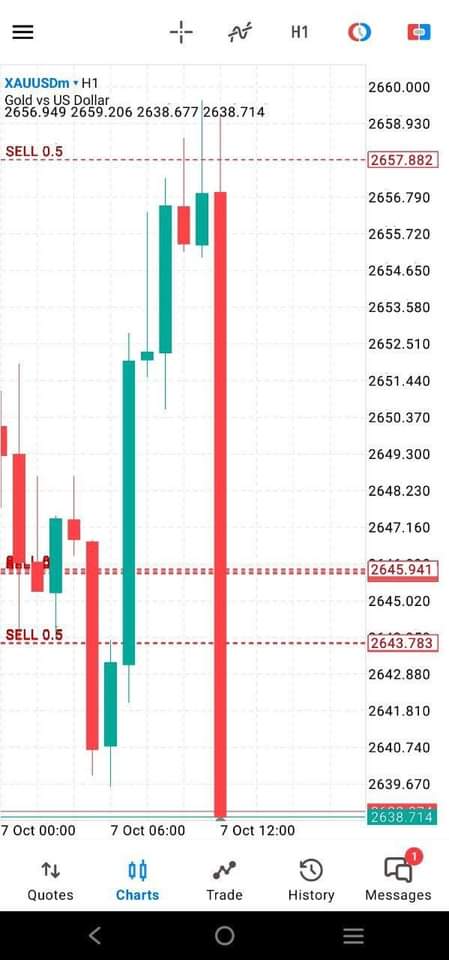 H1
XAUUSDm ▾ H1
Gold vs US Dollar
2656.949 2659.206 2638.677 2638.714
2660.000
2658.930
SELL 0.5
2657.882
2656.790
2655.720
2654.650
2653.580
2652.510
2651.440
2650.370
2649.300
2648.230
2647.160
2645.941
2645.020
SELL 0.5
2643.783
2642.880
2641.810
2640.740
2639.670
2638.714
7 Oct 00:00 7 Oct 06:00 7 Oct 12:00
1
Quotes Charts Trade History Messages